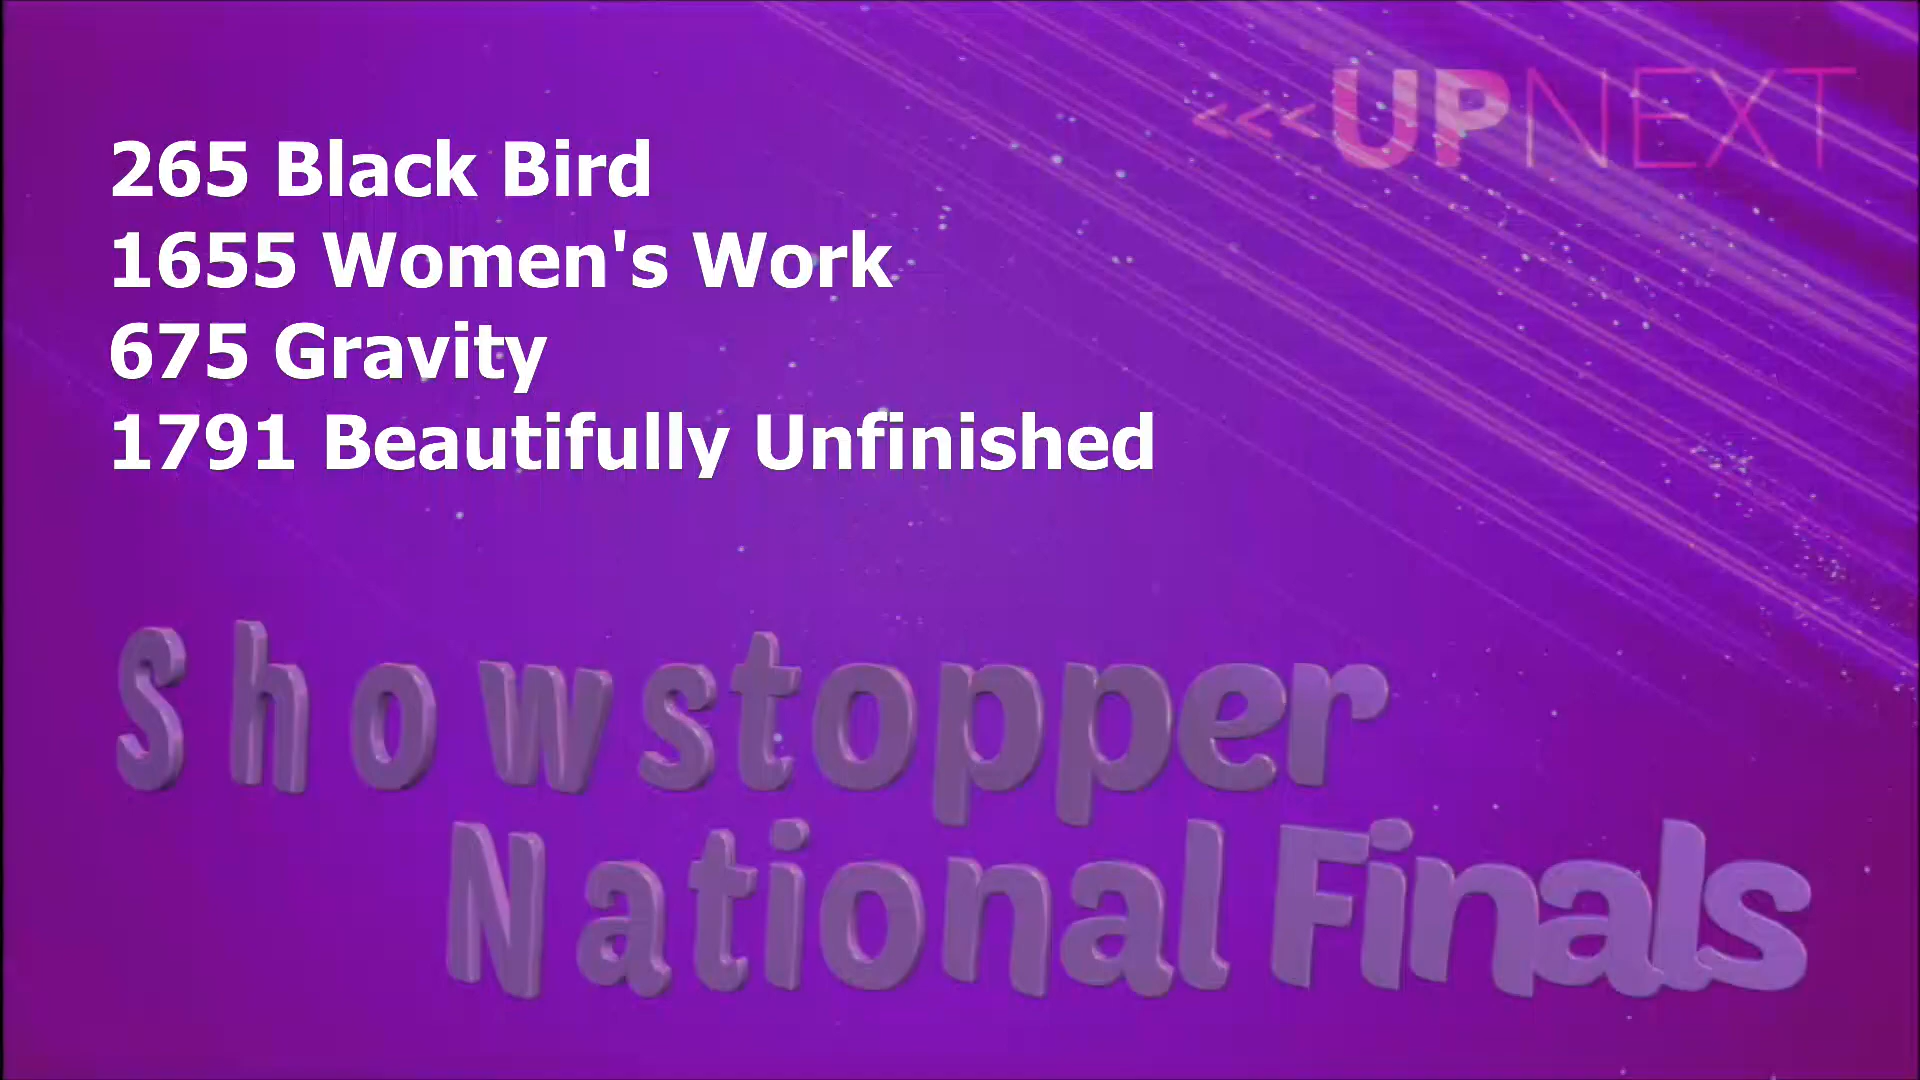 <<<UPNEXT
265 Black Bird
1655 Women's Work
675 Gravity
1791 Beautifully Unfinished
Showstopper
National Finals